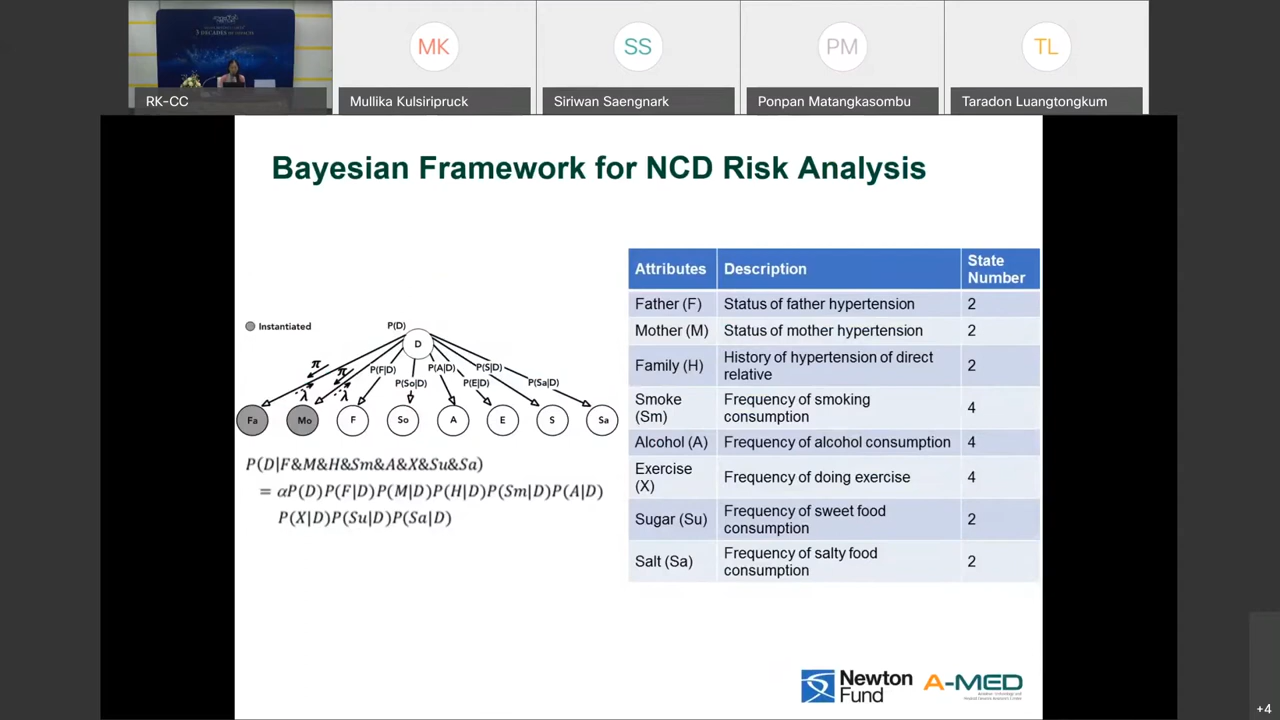 3 DECADES
RK-CC
MK
Mullika Kulsiripruck
SS
Siriwan Saengnark
PM
Ponpan Matangkasombu
TL
Taradon Luangtongkum
Bayesian Framework for NCD Risk Analysis
Instantiated
P(D)
D
π
π
λ
λ
P(F|D)
P(So|D)
P(A|D)
P(E|D)
P(S|D)
P(Sa|D)
Fa
Mo
F
So
A
E
S
Sa
P(D|F&M&H&Sm&A&X&Su&Sa)
= αP(D)P(F|D)P(M|D)P(H|D)P(Sm|D)P(A|D)
P(X|D)P(Su|D)P(Sa|D)
Attributes Description State
Number
Father (F) Status of father hypertension 2
Mother (M) Status of mother hypertension 2
Family (H) History of hypertension of direct
relative 2
Smoke
(Sm) Frequency of smoking
consumption 4
Alcohol (A) Frequency of alcohol consumption 4
Exercise
(X) Frequency of doing exercise 4
Sugar (Su) Frequency of sweet food
consumption 2
Salt (Sa) Frequency of salty food
consumption 2
Newton
Fund
A-MED
+4